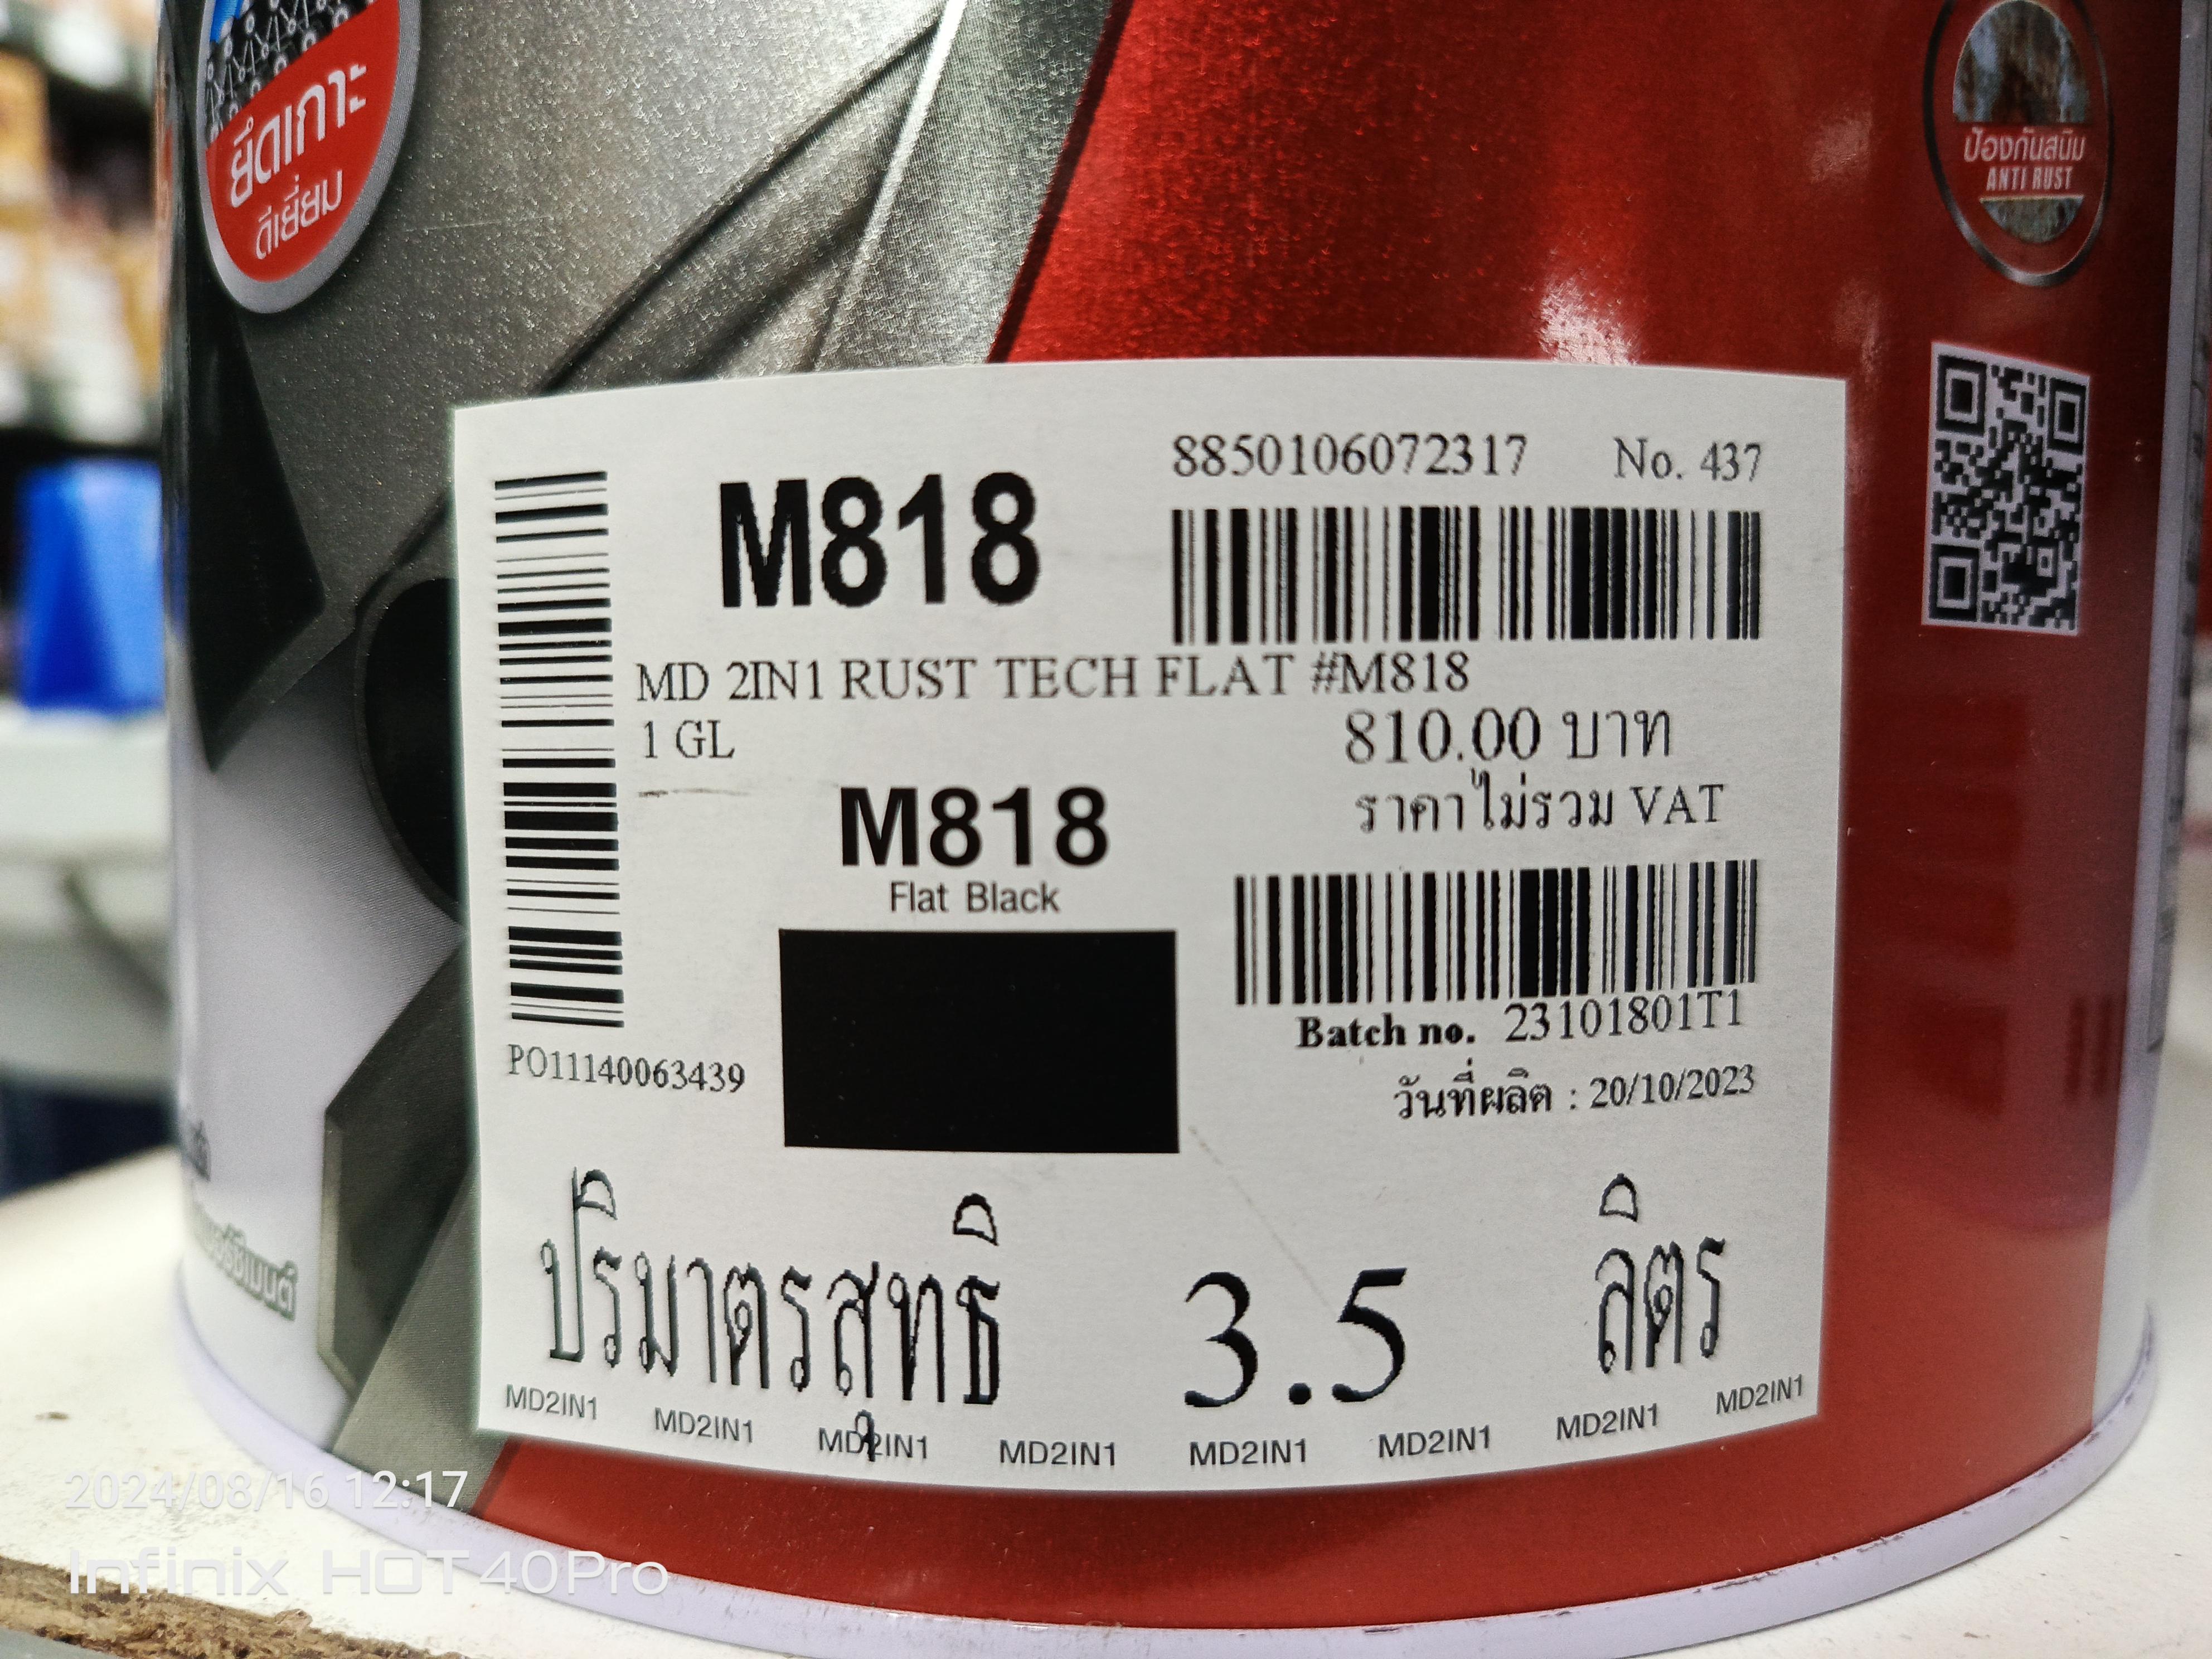 ยึดเกาะ
ดีเยี่ยม
ป้องกันสนิม
ANTI RUST
8850106072317 No. 437
M818
MD 2IN1 RUST TECH FLAT #M818
1 GL
810.00 บาท
ราคาไม่รวม VAT
M818
Flat Black
Batch no. 23101801T1
PO11140063439
วันที่ผลิต : 20/10/2023
ปริมาตรสุทธิ 3.5 ลิตร
MD2IN1 MD2IN1 MD2IN1 MD2IN1 MD2IN1 MD2IN1 MD2IN1 MD2IN1
2024/08/16 12:17
Infinix HOT 40Pro